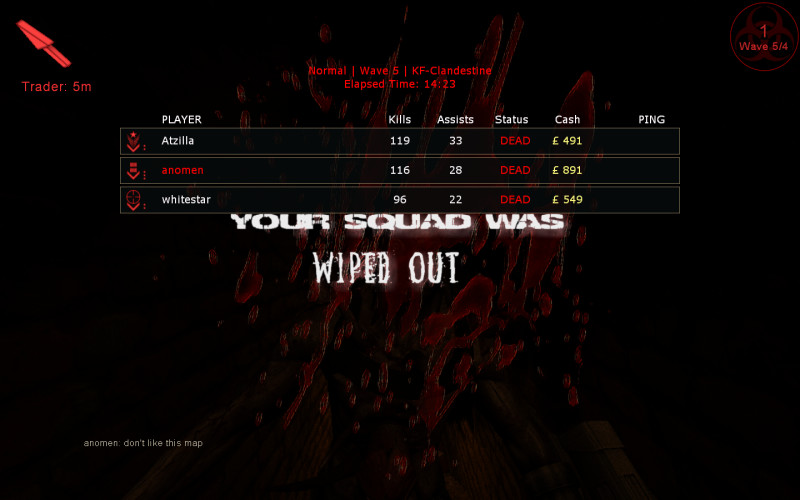 1
Wave 5/4
Trader: 5m
Normal | Wave 5 | KF-Clandestine
Elapsed Time: 14:23
PLAYER Kills Assists Status Cash PING
Atzilla 119 33 DEAD £ 491
anomen 116 28 DEAD £ 891
whitestar 96 22 DEAD £ 549
YOUR SQUAD WAS
WIPED OUT
anomen: don't like this map